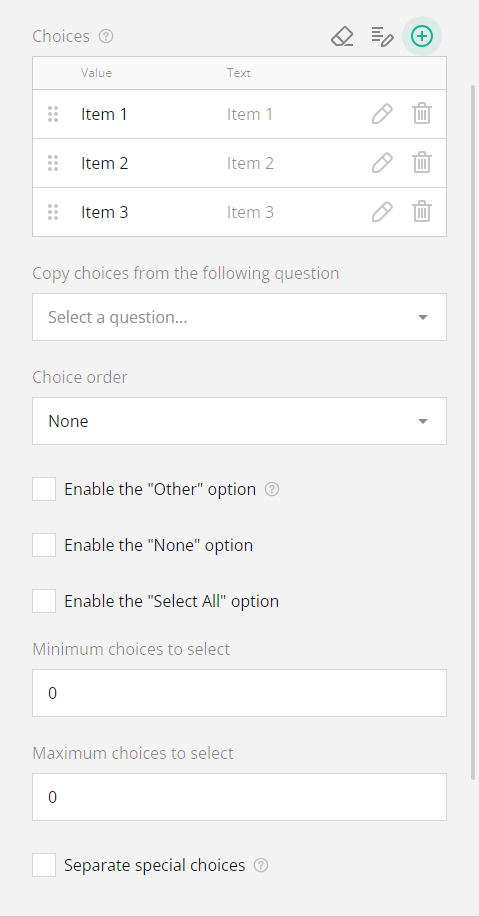 Choices
Value Text
Item 1 Item 1
Item 2 Item 2
Item 3 Item 3
Copy choices from the following question
Select a question...
Choice order
None
Enable the "Other" option
Enable the "None" option
Enable the "Select All" option
Minimum choices to select
0
Maximum choices to select
0
Separate special choices